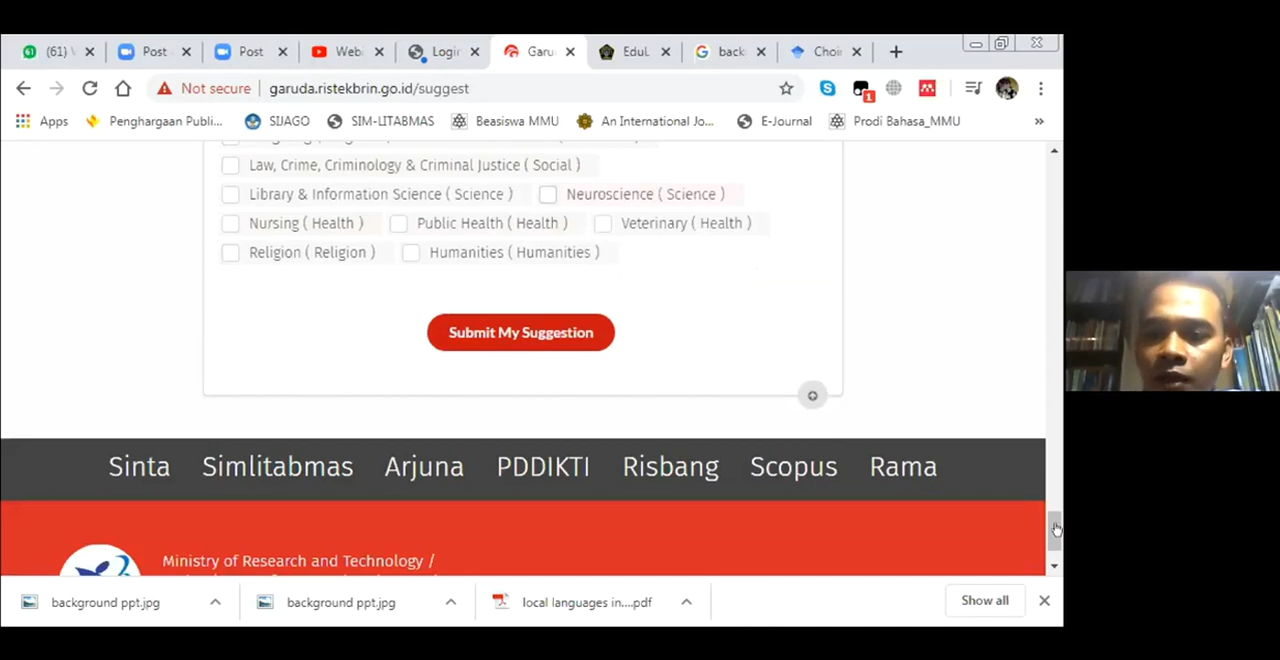 (61)
Post
Post
Web
Login
Garu
EduL
back
Choi
Not secure
garuda.ristekbrin.go.id/suggest
1
Apps
Penghargaan Publi...
SIJAGO
SIM-LITABMAS
Beasiswa MMU
An International Jo...
E-Journal
Prodi Bahasa_MMU
»
Law, Crime, Criminology & Criminal Justice ( Social )
Library & Information Science ( Science ) Neuroscience ( Science )
Nursing ( Health ) Public Health ( Health ) Veterinary ( Health )
Religion ( Religion ) Humanities ( Humanities )
Submit My Suggestion
Sinta Simlitabmas Arjuna PDDIKTI Risbang Scopus Rama
Ministry of Research and Technology /
background ppt.jpg
background ppt.jpg
local languages in....pdf
Show all